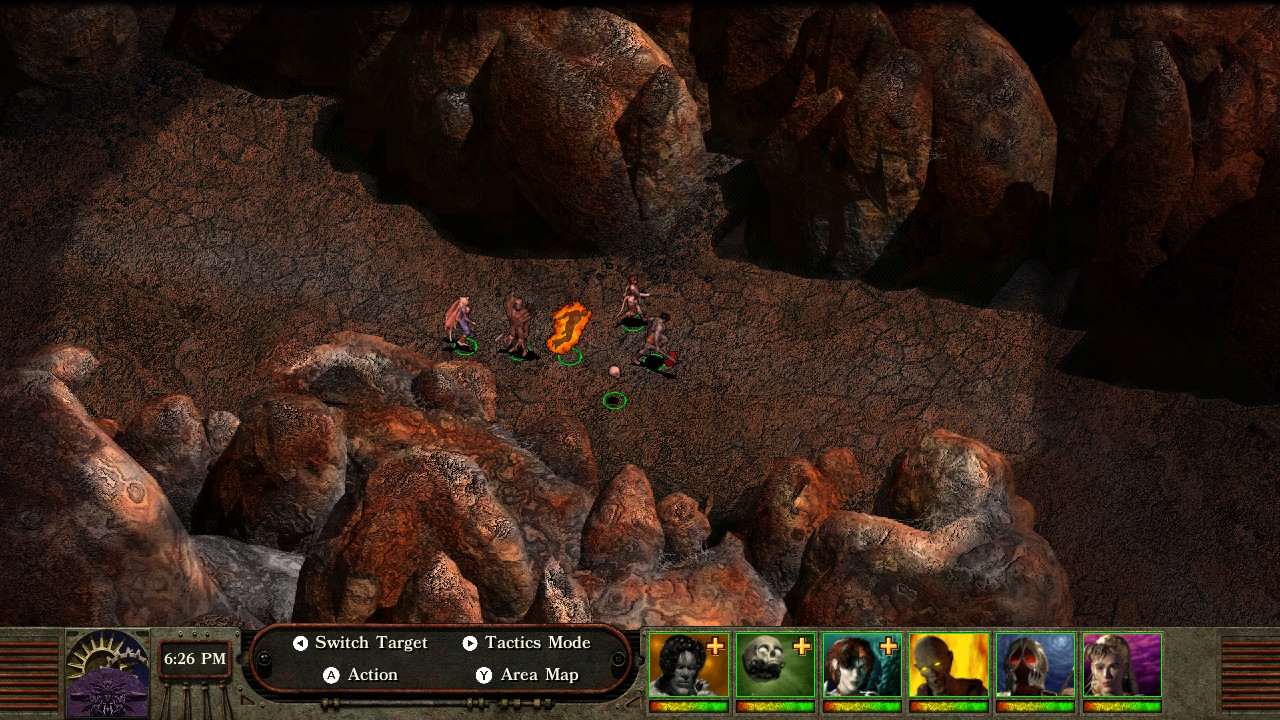 6:26 PM
Switch Target
Tactics Mode
A Action
Y Area Map